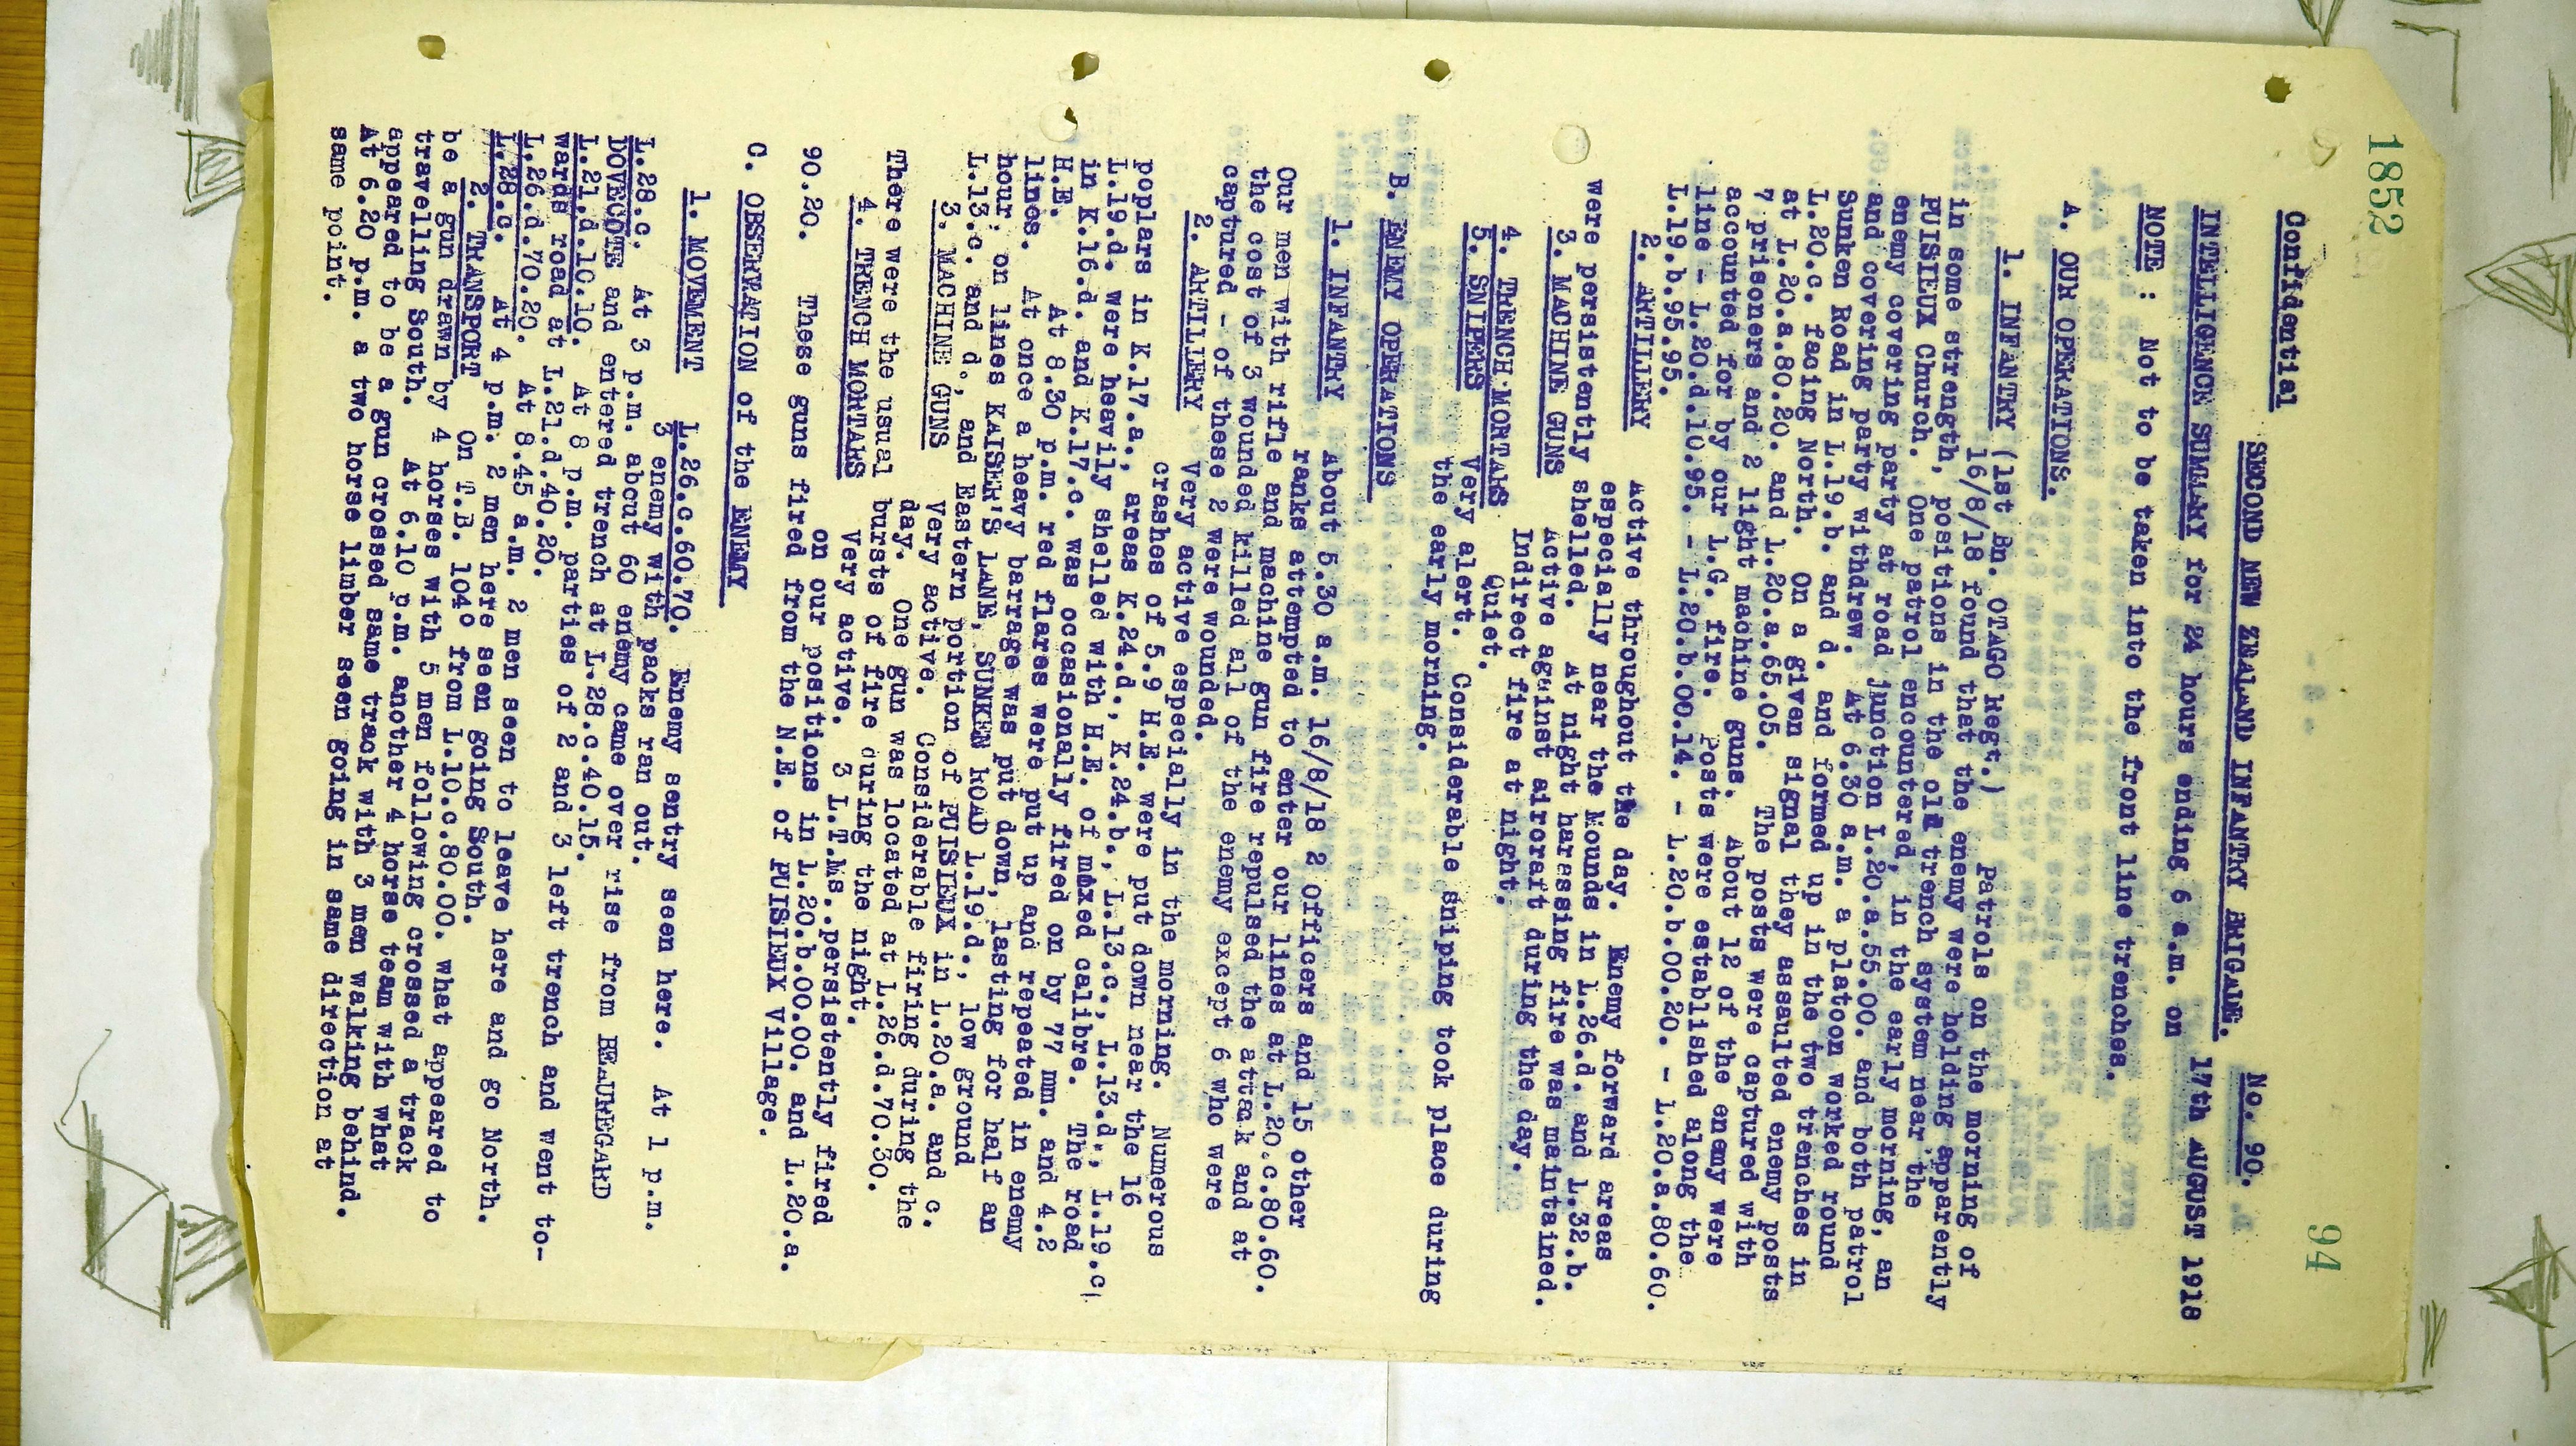 1852
94
Confidential
SECOND NEW ZEALAND INFANTRY BRIGADE. No. 90.
INTELLIGENCE SUMMARY for 24 hours ending 6 a.m. on 17th AUGUST 1918
NOTE : Not to be taken into the front line trenches.
A. OUR OPERATIONS.
1. INFANTRY (1st Bn. OTAGO Regt.) Patrols on the morning of
16/8/18 found that the enemy were holding apparently
in some strength, positions in the old trench system near the
PUISIEUX Church. One patrol encountered, in the early morning, an
enemy covering party at road junction L.20.a.55.00. and both patrol
and covering party withdrew. At 6.30 a.m. a platoon worked round
Sunken Road in L.19.b. and d. and formed up in the two trenches in
L.20.c. facing North. On a given signal they assaulted enemy posts
at L.20.a.80.20. and L.20.a.65.05. The posts were captured with
7 prisoners and 2 light machine guns. About 12 of the enemy were
accounted for by our L.G. fire. Posts were established along the
line - L.20.d.10.95. - L.20.b.00.14. - L.20.b.00.20. - L.20.a.80.60.
L.19.b.95.95.
2. ARTILLERY Active throughout the day. Enemy forward areas
especially near the Mounds in L.26.d. and L.32.b.
were persistently shelled. At night harassing fire was maintained.
3. MACHINE GUNS Active against aircraft during the day.
Indirect fire at night.
4. TRENCH MORTARS Quiet.
5. SNIPERS Very alert. Considerable sniping took place during
the early morning.
B. ENEMY OPERATIONS
1. INFANTRY About 5.30 a.m. 16/8/18 2 Officers and 15 other
ranks attempted to enter our lines at L.20.c.80.60.
Our men with rifle and machine gun fire repulsed the attak and at
the cost of 3 wounded killed all of the enemy except 6 who were
captured - of these 2 were wounded.
2. ARTILLERY Very active especially in the morning. Numerous
crashes of 5.9 H.E. were put down near the 16
poplars in K.17.a., areas K.24.d., K.24.b., L.13.c., L.13.d., L.19.c.
L.19.d. were heavily shelled with H.E. of mixed calibre. The road
in K.16.d. and K.17.c. was occasionally fired on by 77 mm. and 4.2
H.E. At 8.30 p.m. red flares were put up and repeated in enemy
lines. At once a heavy barrage was put down, lasting for half an
hour; on lines KAISER'S LANE, SUNKEN ROAD L.19.d., low ground
L.13.c. and d., and Eastern portion of PUISIEUX in L.20.a. and c.
3. MACHINE GUNS Very active. Considerable firing during the
day. One gun was located at L.26.d.70.30.
There were the usual bursts of fire during the night.
4. TRENCH MORTARS Very active. 3 L.T.Ms. persistently fired
on our positions in L.20.b.00.00. and L.20.a.
90.20. These guns fired from the N.E. of PUISIEUX Village.
C. OBSERVATION of the ENEMY
1. MOVEMENT L.26.c.60.70. Enemy sentry seen here. At 1 p.m.
3 enemy with packs ran out.
L.28.c. At 3 p.m. about 60 enemy came over rise from BEAUREGARD
DOVECOTE and entered trench at L.28.c.40.15.
L.21.d.10.10. At 8 p.m. parties of 2 and 3 left trench and went to-
wards road at L.21.d.40.20.
L.26.d.70.20. At 8.45 a.m. 2 men seen to leave here and go North.
L.28.c. At 4 p.m. 2 men here seen going South.
2. TRANSPORT On T.B. 104o from L.10.c.80.00. what appeared to
be a gun drawn by 4 horses with 5 men following crossed a track
travelling South. At 6.10 p.m. another 4 horse team with what
appeared to be a gun crossed same track with 3 men walking behind.
At 6.20 p.m. a two horse limber seen going in same direction at
same point.